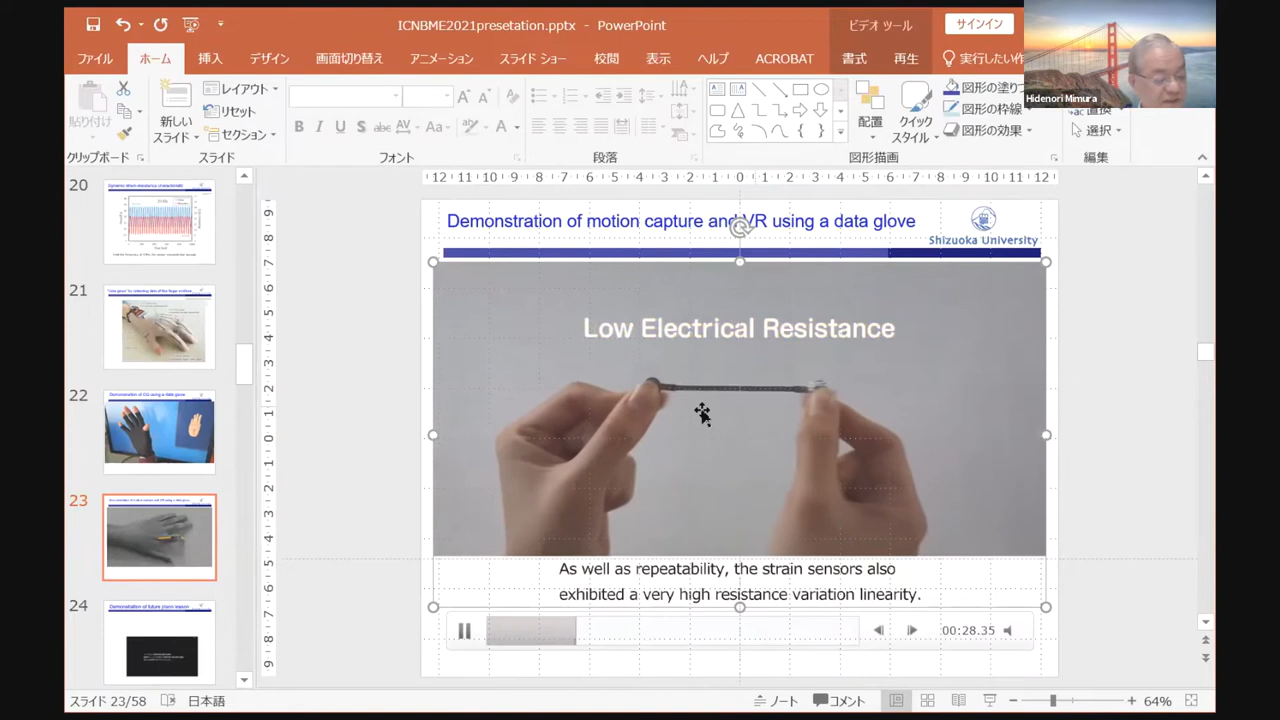 ICNBME2021presetation.pptx - PowerPoint
ビデオ ツール
サインイン
ファイル
ホーム
挿入
デザイン
画面切り替え
アニメーション
スライド ショー
校閲
表示
ヘルプ
ACROBAT
書式
再生
実行したい作
Hidenori Mimura
貼り付け
新しい
スライド
レイアウト
リセット
セクション
配置
クイック
スタイル
図形の塗りつ
図形の枠線
図形の効果
置換
選択
クリップボード
スライド
フォント
段落
図形描画
編集
20
21
22
23
24
Demonstration of motion capture and VR using a data glove
Shizuoka University
Low Electrical Resistance
As well as repeatability, the strain sensors also
exhibited a very high resistance variation linearity.
00:28.35
スライド 23/58
日本語
ノート
コメント
64%